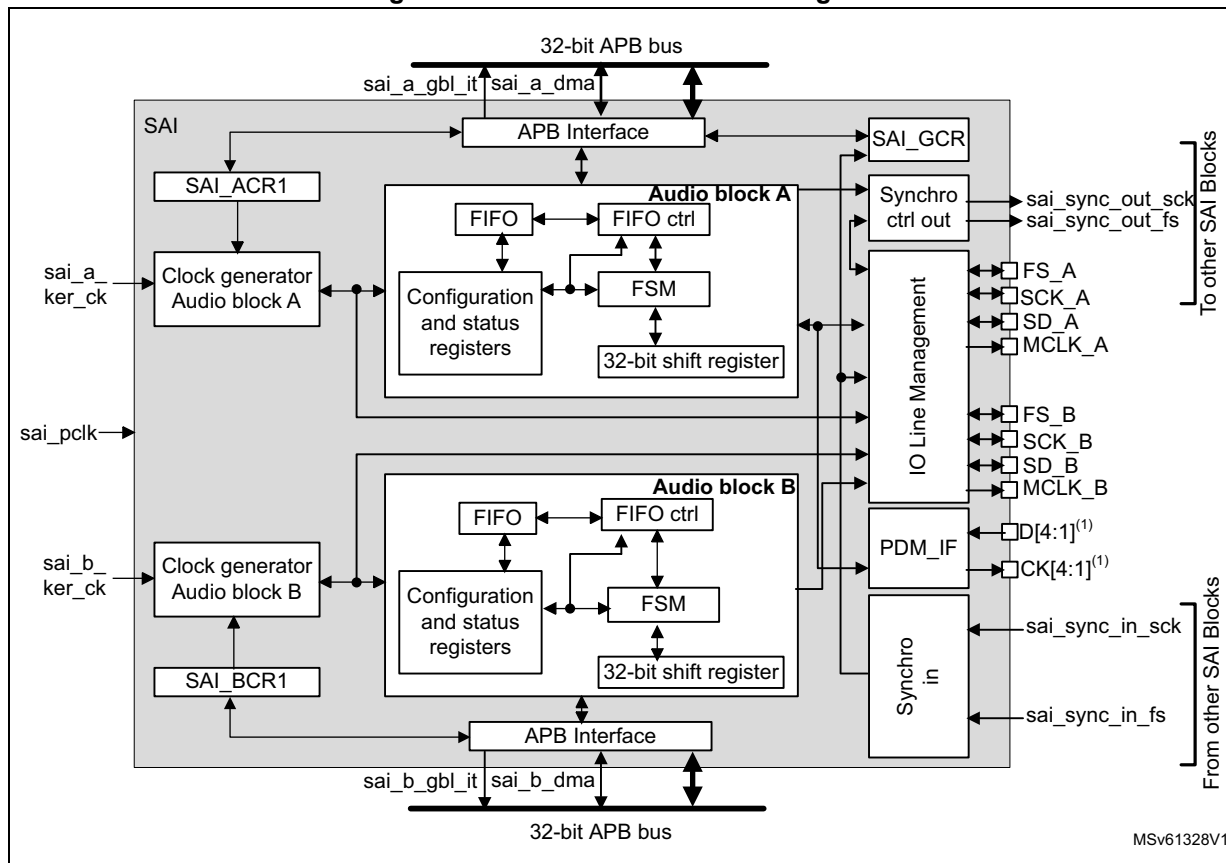 32-bit APB bus
sai_a_gbl_it sai_a_dma
SAI
APB Interface
SAI_GCR
SAI_ACR1
Audio block A
FIFO
FIFO ctrl
Synchro
ctrl out
sai_sync_out_sck
sai_sync_out_fs
To other SAI Blocks
sai_a_
ker_ck
Clock generator
Audio block A
Configuration
and status
registers
FSM
32-bit shift register
IO Line Management
FS_A
SCK_A
SD_A
MCLK_A
sai_pclk
FS_B
SCK_B
SD_B
MCLK_B
Audio block B
FIFO
FIFO ctrl
sai_b_
ker_ck
Clock generator
Audio block B
Configuration
and status
registers
FSM
32-bit shift register
PDM_IF
D[4:1](1)
CK[4:1](1)
SAI_BCR1
Synchro
in
sai_sync_in_sck
sai_sync_in_fs
From other SAI Blocks
APB Interface
sai_b_gbl_it sai_b_dma
32-bit APB bus
MSv61328V1